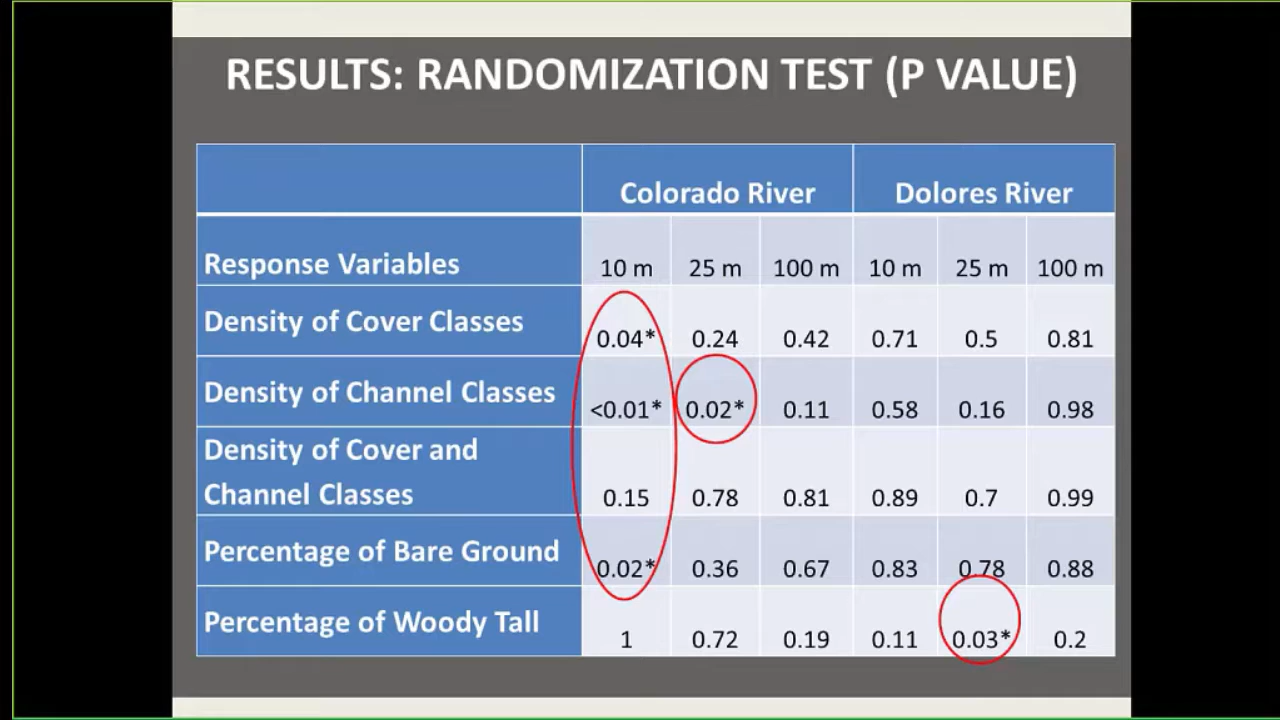 RESULTS: RANDOMIZATION TEST (P VALUE)
Colorado River Dolores River
Response Variables 10 m 25 m 100 m 10 m 25 m 100 m
Density of Cover Classes 0.04* 0.24 0.42 0.71 0.5 0.81
Density of Channel Classes <0.01* 0.02* 0.11 0.58 0.16 0.98
Density of Cover and
Channel Classes 0.15 0.78 0.81 0.89 0.7 0.99
Percentage of Bare Ground 0.02* 0.36 0.67 0.83 0.78 0.88
Percentage of Woody Tall 1 0.72 0.19 0.11 0.03* 0.2